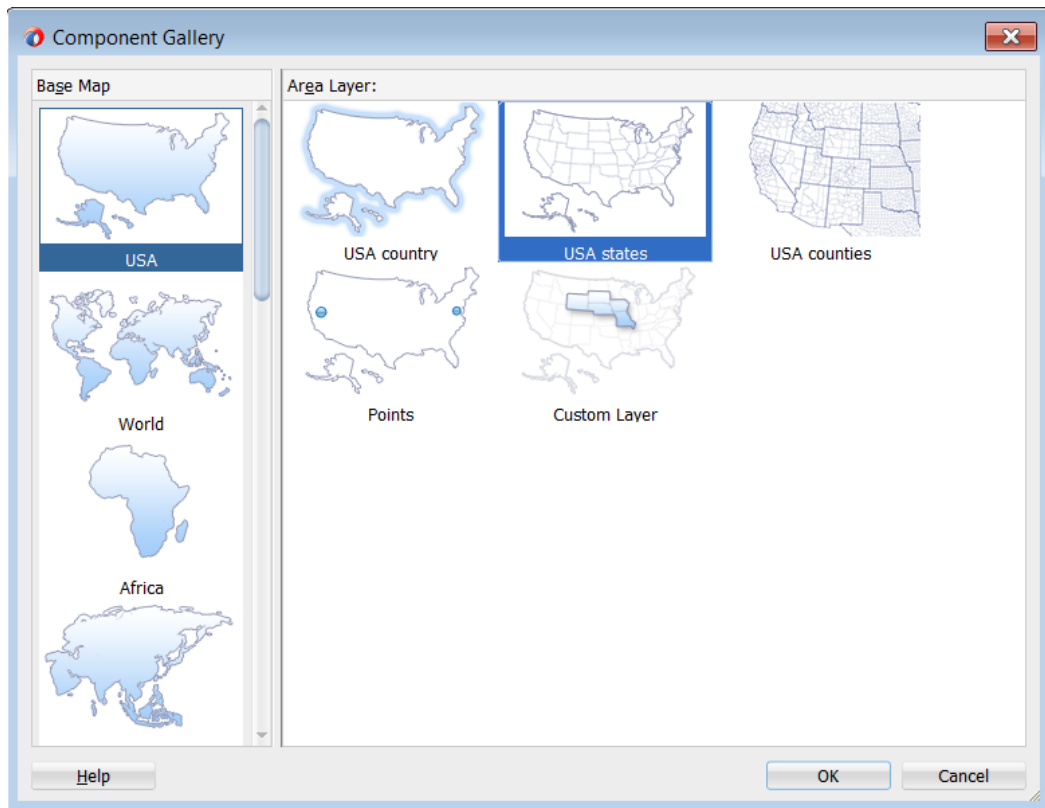 Component Gallery
Base Map
Area Layer:
USA
World
Africa
USA country
USA states
USA counties
Points
Custom Layer
Help
OK
Cancel